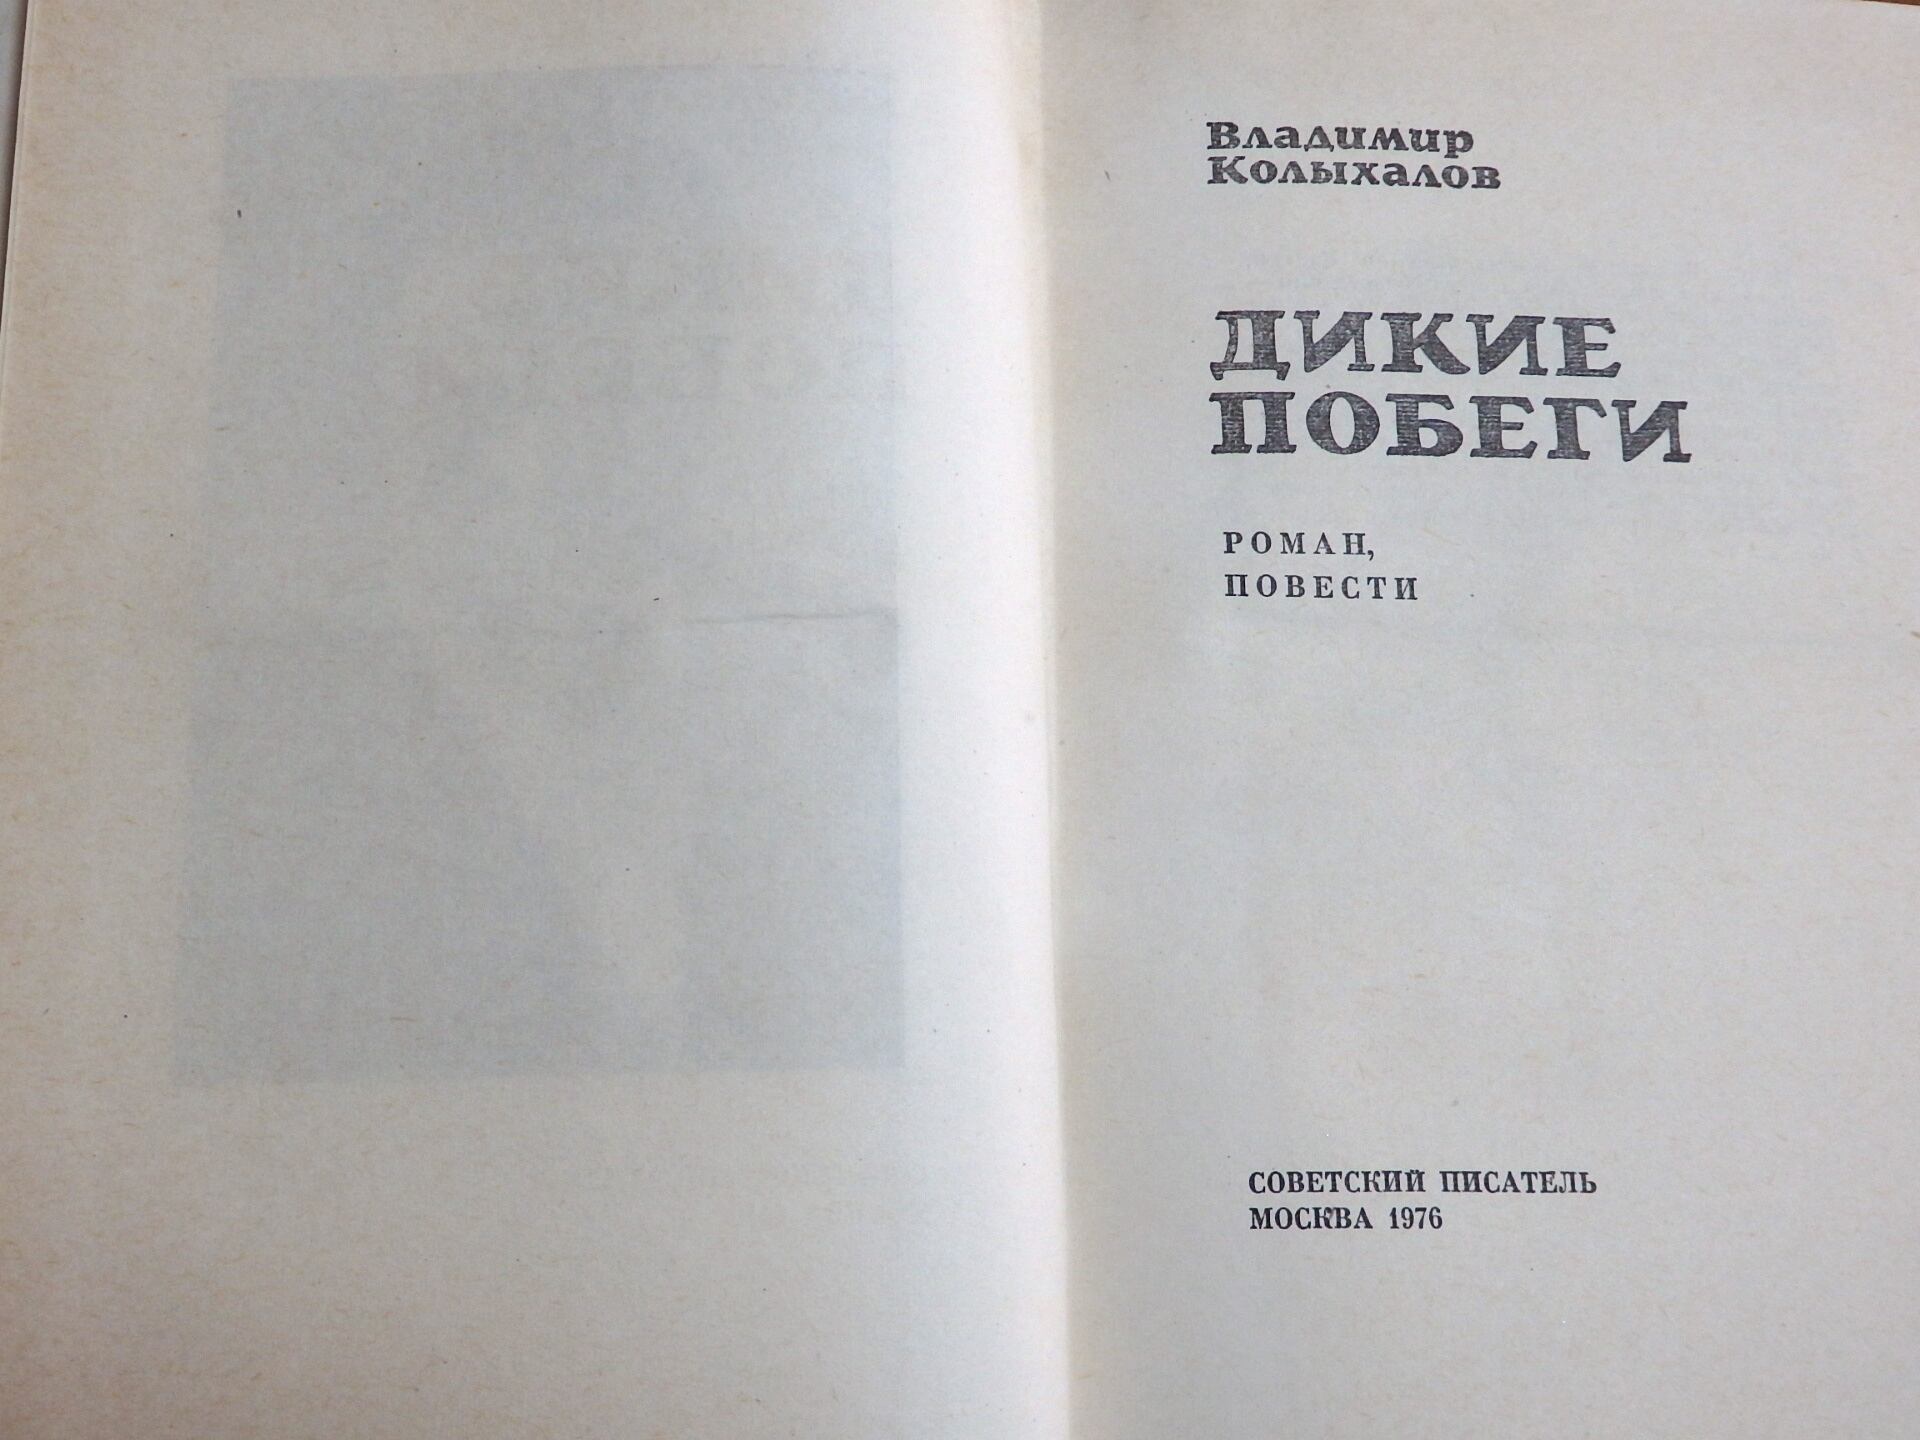 Владимир
Колыхалов
ДИКИЕ
ПОБЕГИ
РОМАН,
ПОВЕСТИ
СОВЕТСКИЙ ПИСАТЕЛЬ
МОСКВА 1976